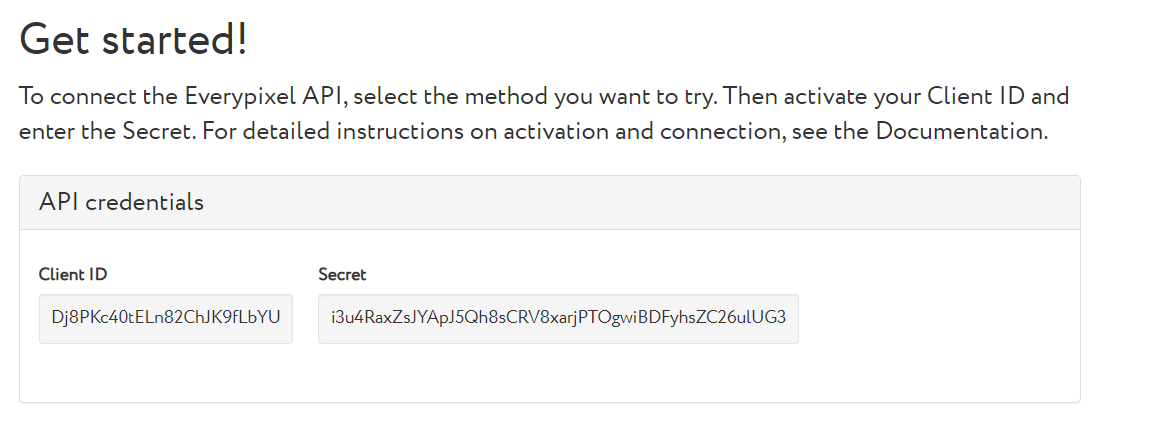 Get started!
To connect the Everypixel API, select the method you want to try. Then activate your Client ID and
enter the Secret. For detailed instructions on activation and connection, see the Documentation.
API credentials
Client ID
Secret
Dj8PKc40tELn82ChJK9fLbYU
i3u4RaxZsJYApJ5Qh8sCRV8xarjPTOgwiBDFyhsZC26ulUG3